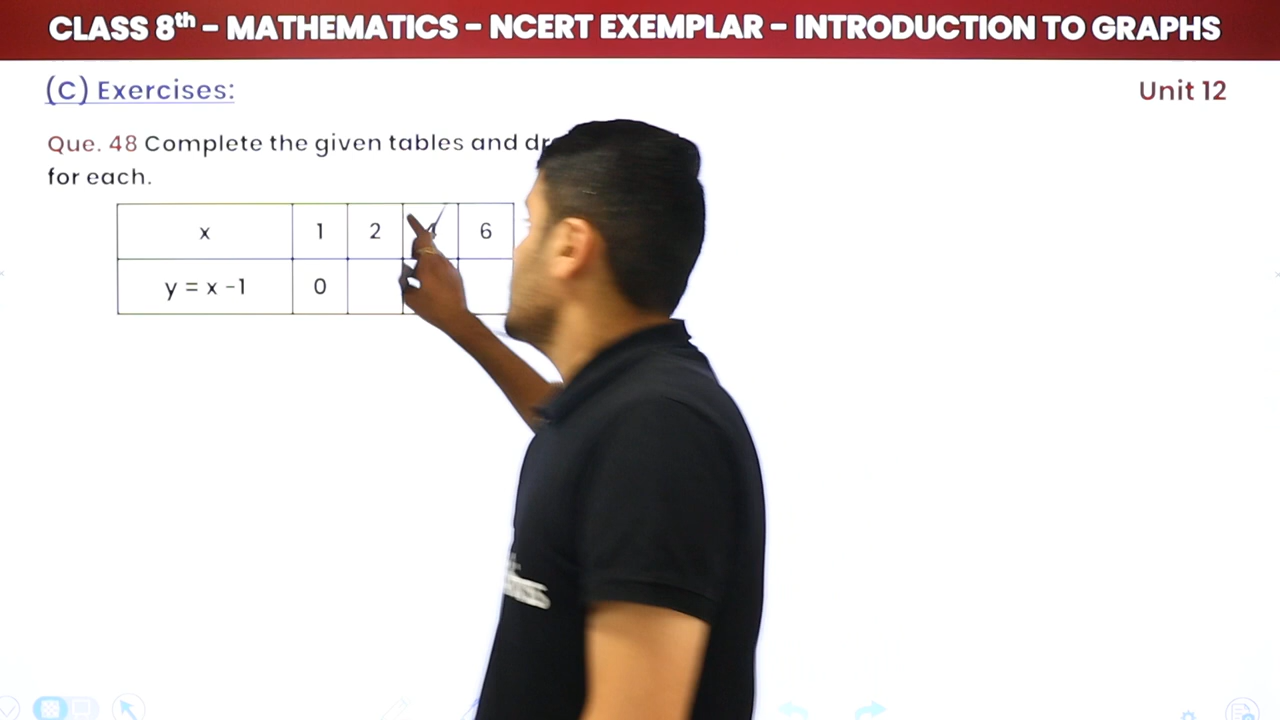 CLASS 8th - MATHEMATICS - NCERT EXEMPLAR - INTRODUCTION TO GRAPHS
(C) Exercises:
Unit 12
Que. 48 Complete the given tables and
for each.
x 1 2 4 6
y = x -1 0